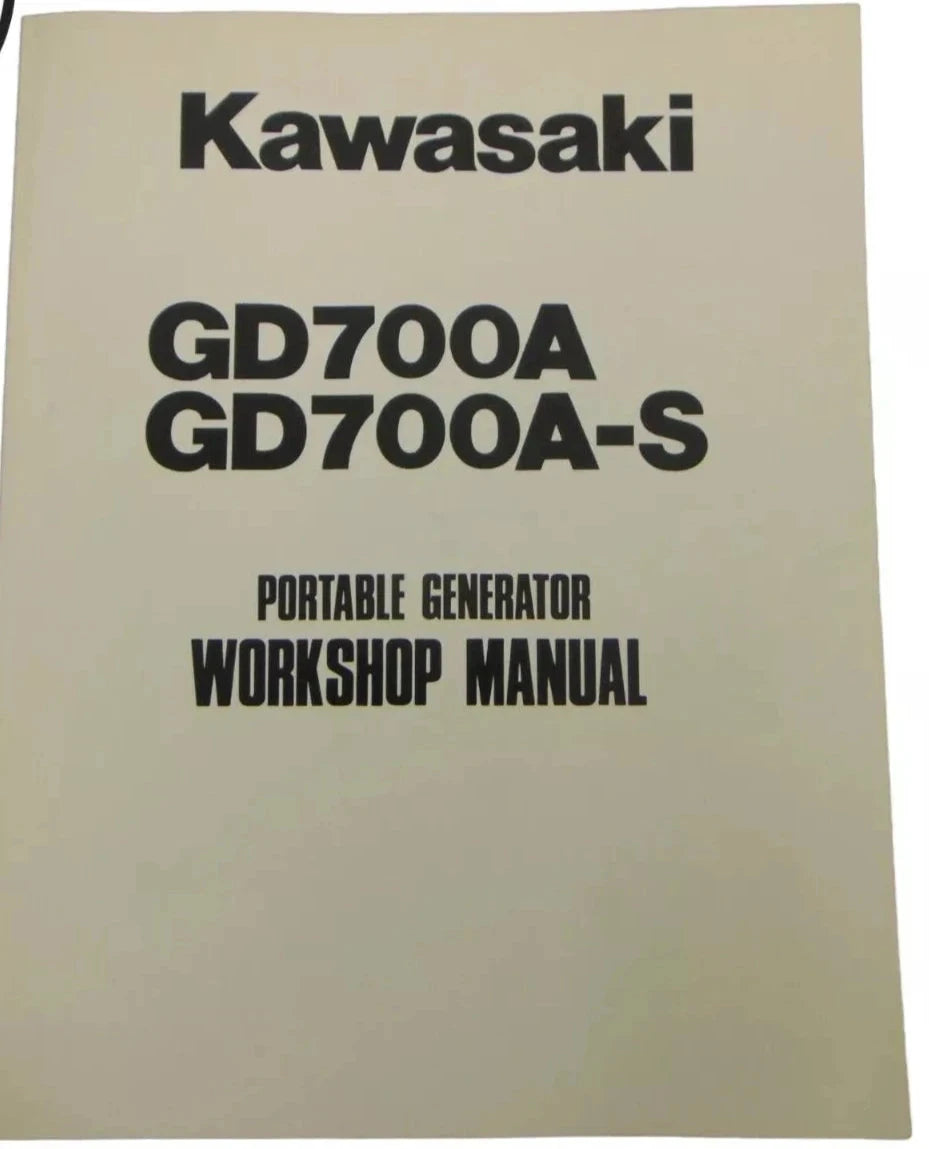 Kawasaki
GD700A
GD700A-S
PORTABLE GENERATOR
WORKSHOP MANUAL